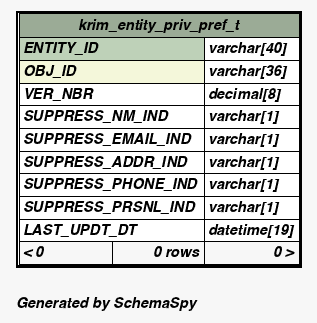 krim_entity_priv_pref_t
ENTITY_ID varchar[40]
OBJ_ID varchar[36]
VER_NBR decimal[8]
SUPPRESS_NM_IND varchar[1]
SUPPRESS_EMAIL_IND varchar[1]
SUPPRESS_ADDR_IND varchar[1]
SUPPRESS_PHONE_IND varchar[1]
SUPPRESS_PRSNL_IND varchar[1]
LAST_UPDT_DT datetime[19]
< 0 0 rows 0 >
Generated by SchemaSpy